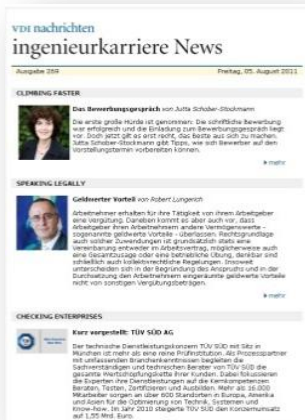 VDI nachrichten
ingenieurkarriere News
Ausgabe 269 Freitag, 05. August 2011
CLIMBING FASTER
Das Bewerbungsgespräch von Jutta Schober-Stockmann
Die erste große Hürde ist genommen: Die schriftliche Bewerbung
war erfolgreich und die Einladung zum Bewerbungsgespräch liegt
vor. Doch jetzt gilt es erst recht, das Beste aus sich zu machen.
Jutta Schober-Stockmann gibt Tipps, wie sich Bewerber auf den
Vorstellungstermin vorbereiten können.
mehr
SPEAKING LEGALLY
Geldwerter Vorteil von Robert Lungerich
Arbeitnehmer erhalten für ihre Tätigkeit von ihrem Arbeitgeber
eine Vergütung. Daneben kommt es aber auch vor, dass
Arbeitgeber ihren Arbeitnehmern andere Vermögenswerte -
sogenannte geldwerte Vorteile - überlassen. Rechtsgrundlage
auch solcher Zuwendungen ist grundsätzlich stets eine
Vereinbarung entweder im Arbeitsvertrag, möglicherweise auch
eine Gesamtzusage oder eine betriebliche Übung, denkbar sind
schließlich auch kollektivrechtliche Regelungen. Insoweit
unterscheiden sich in der Begründung des Anspruchs und in der
Durchsetzung den Arbeitnehmern eingeräumte geldwerte Vorteile
nicht von sonstigen Vergütungsbeträgen.
mehr
CHECKING ENTERPRISES
Kurz vorgestellt: TÜV SÜD AG
Der technische Dienstleistungskonzern TÜV SÜD mit Sitz in
München ist mehr als eine reine Prüfinstitution. Als Prozesspartner
mit umfassenden Branchenkenntnissen begleiten die
Sachverständigen und technischen Berater von TÜV SÜD die
gesamte Wertschöpfungskette ihrer Kunden. Dabei fokussieren
die Experten ihre Dienstleistungen auf die Kernkompetenzen
Beraten, Testen, Zertifizieren und Ausbilden. Mehr als 16.000
Mitarbeiter sorgen an über 600 Standorten in Europa, Amerika
und Asien für die Optimierung von Technik, Systemen und
Know-how. Im Jahr 2010 steigerte TÜV SÜD den Konzernumsatz
auf 1,55 Mrd. Euro.